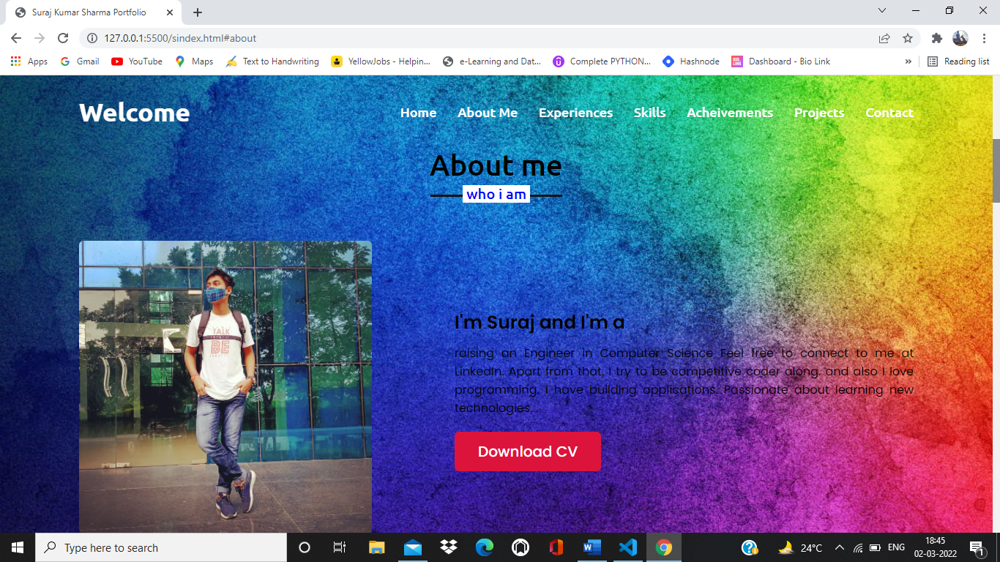 Suraj Kumar Sharma Portfolio
127.0.0.1:5500/sindex.html#about
Apps Gmail YouTube Maps Text to Handwriting YellowJobs - Helpin... e-Learning and Dat... Complete PYTHON... Hashnode Dashboard - Bio Link » Reading list
Welcome Home About Me Experiences Skills Acheivements Projects Contact
About me
who i am
TALK
BE
I'm Suraj and I'm a
raising an Engineer in Computer Science Feel free to connect to me at
LinkedIn. Apart from that, I try to be competitive coder along. and also I love
programming. I have building applications. Passionate about learning new
technologies. .
Download CV
Type here to search 24°C ENG 18:45
02-03-2022
1